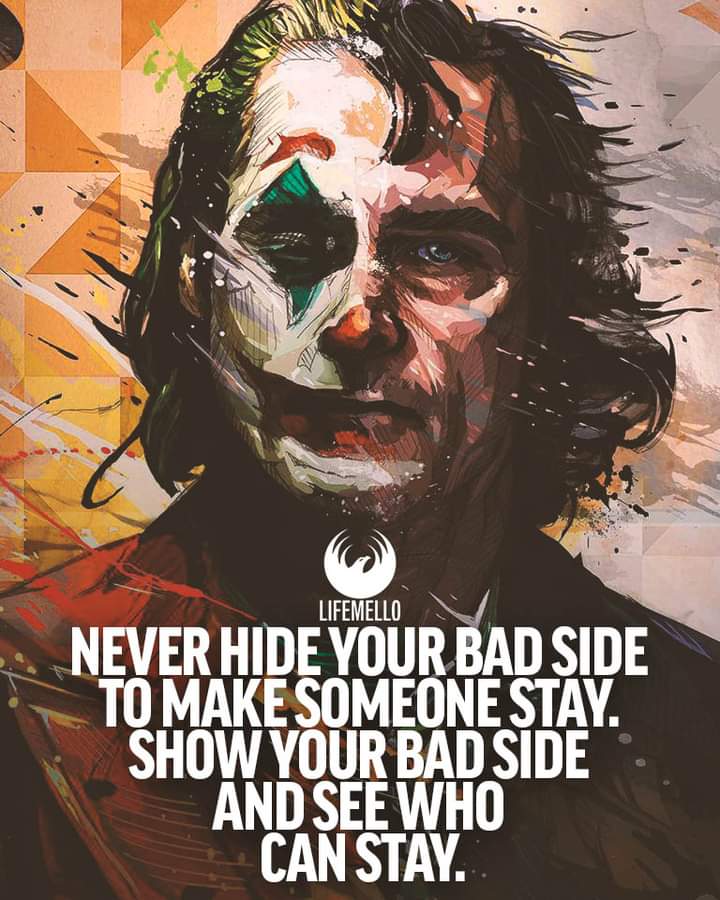 LIFEMELLO
NEVER HIDE YOUR BAD SIDE
TO MAKE SOMEONE STAY.
SHOW YOUR BAD SIDE
AND SEE WHO
CAN STAY.